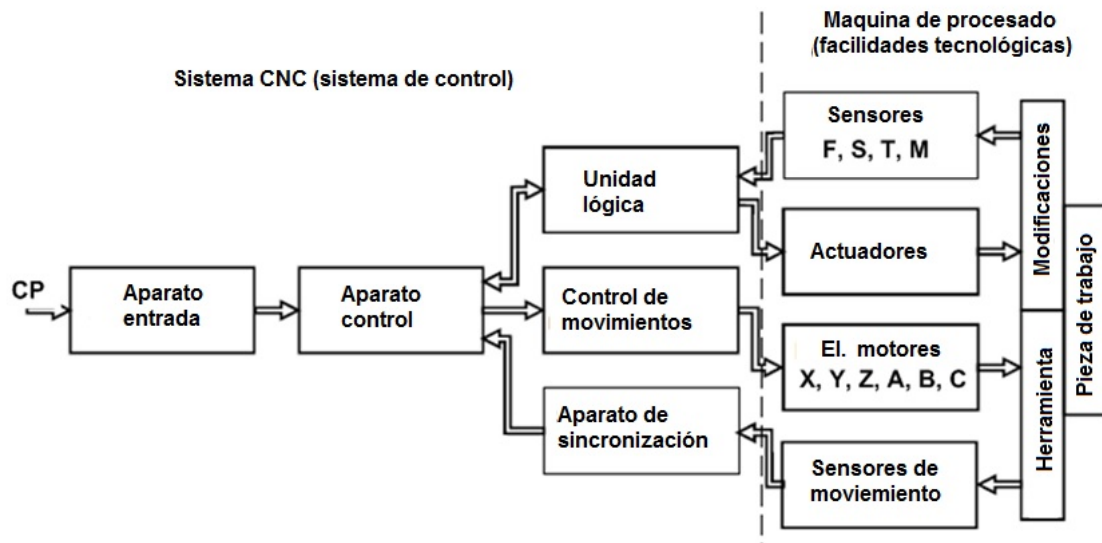 Maquina de procesado
(facilidades tecnológicas)
Sistema CNC (sistema de control)
Sensores
F, S, T, M
Unidad
lógica
Actuadores
Modificaciones
CP
Aparato
entrada
Aparato
control
Control de
movimientos
El. motores
X, Y, Z, A, B, C
Pieza de trabajo
Herramienta
Aparato de
sincronización
Sensores de
moviemiento